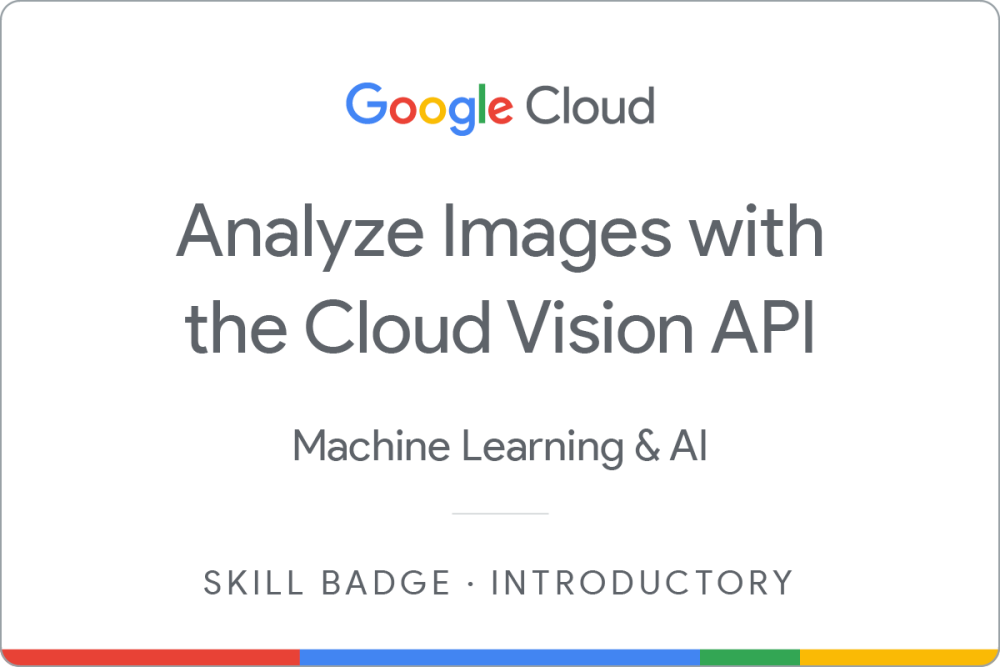 Google Cloud
Analyze Images with
the Cloud Vision API
Machine Learning & AI
SKILL BADGE · INTRODUCTORY